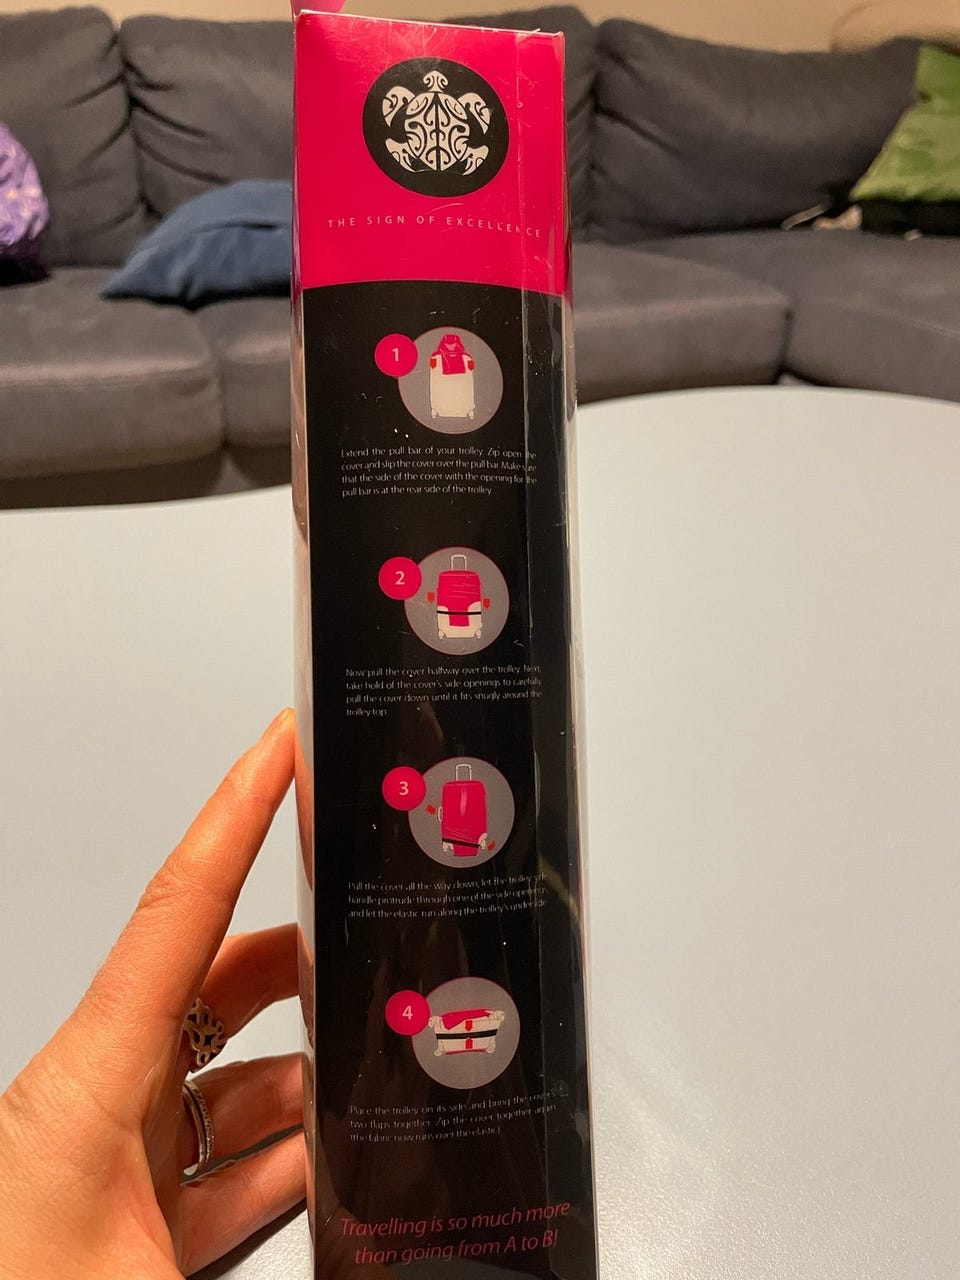 THE SIGN OF EXCELLENCE
1
Extend the pull bar of your trolley. Zip open the
cover and slip the cover over the pull bar. Make sure
that the side of the cover with the opening for the
pull bar is at the rear side of the trolley.
2
Now pull the cover halfway over the trolley. Next,
take hold of the cover's side openings to carefully
pull the cover down until it fits snugly around the
trolley top.
3
Pull the cover all the way down, let the trolley side
handle protrude through one of the side openings
and let the elastic run along the trolley's underside.
4
Place the trolley on its side and bring the cover's
two flaps together. Zip the cover together again
(the fabric now runs over the elastic).
Travelling is so much more
than going from A to B!